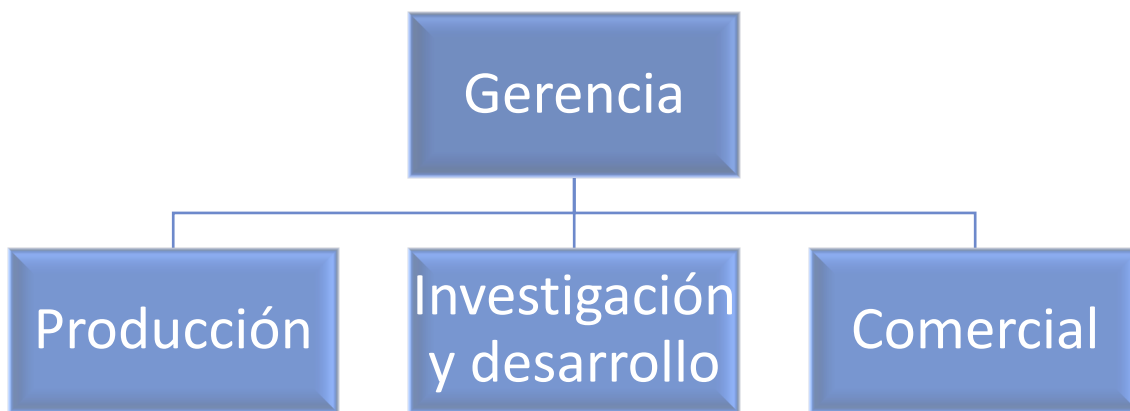 Gerencia
Producción
Investigación
y desarrollo
Comercial